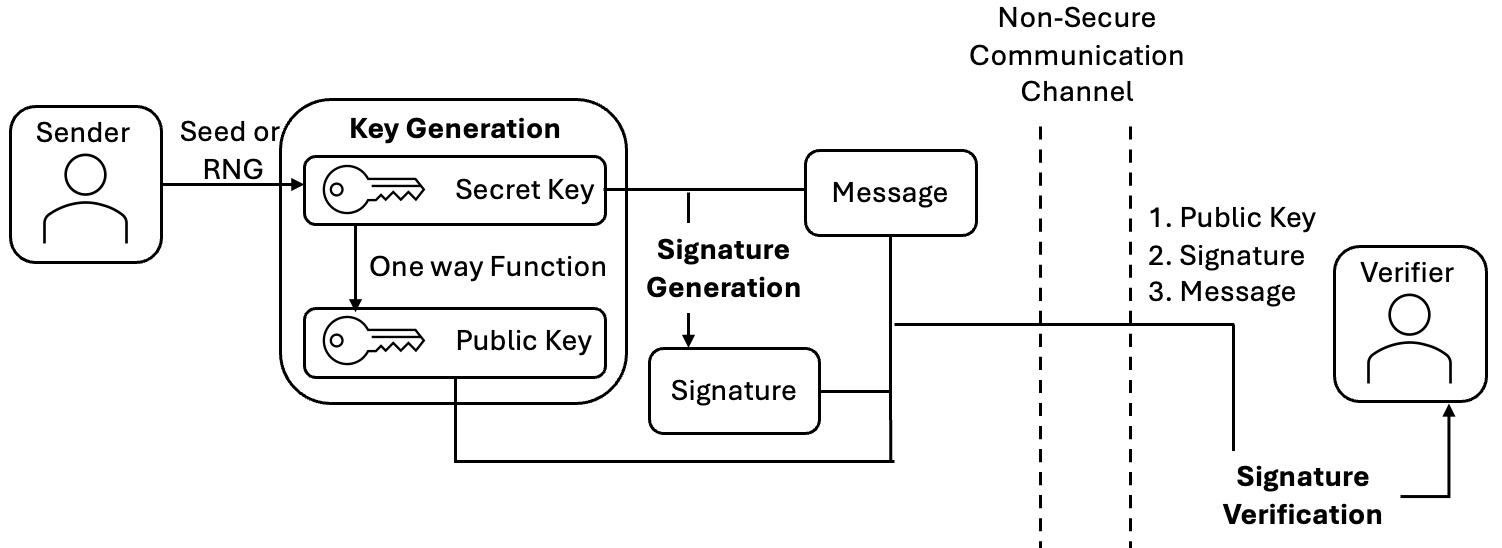 Non-Secure
Communication
Channel
Sender
Seed or
RNG
Key Generation
Secret Key
One way Function
Public Key
Message
Signature
Generation
Signature
1. Public Key
2. Signature
3. Message
Verifier
Signature
Verification